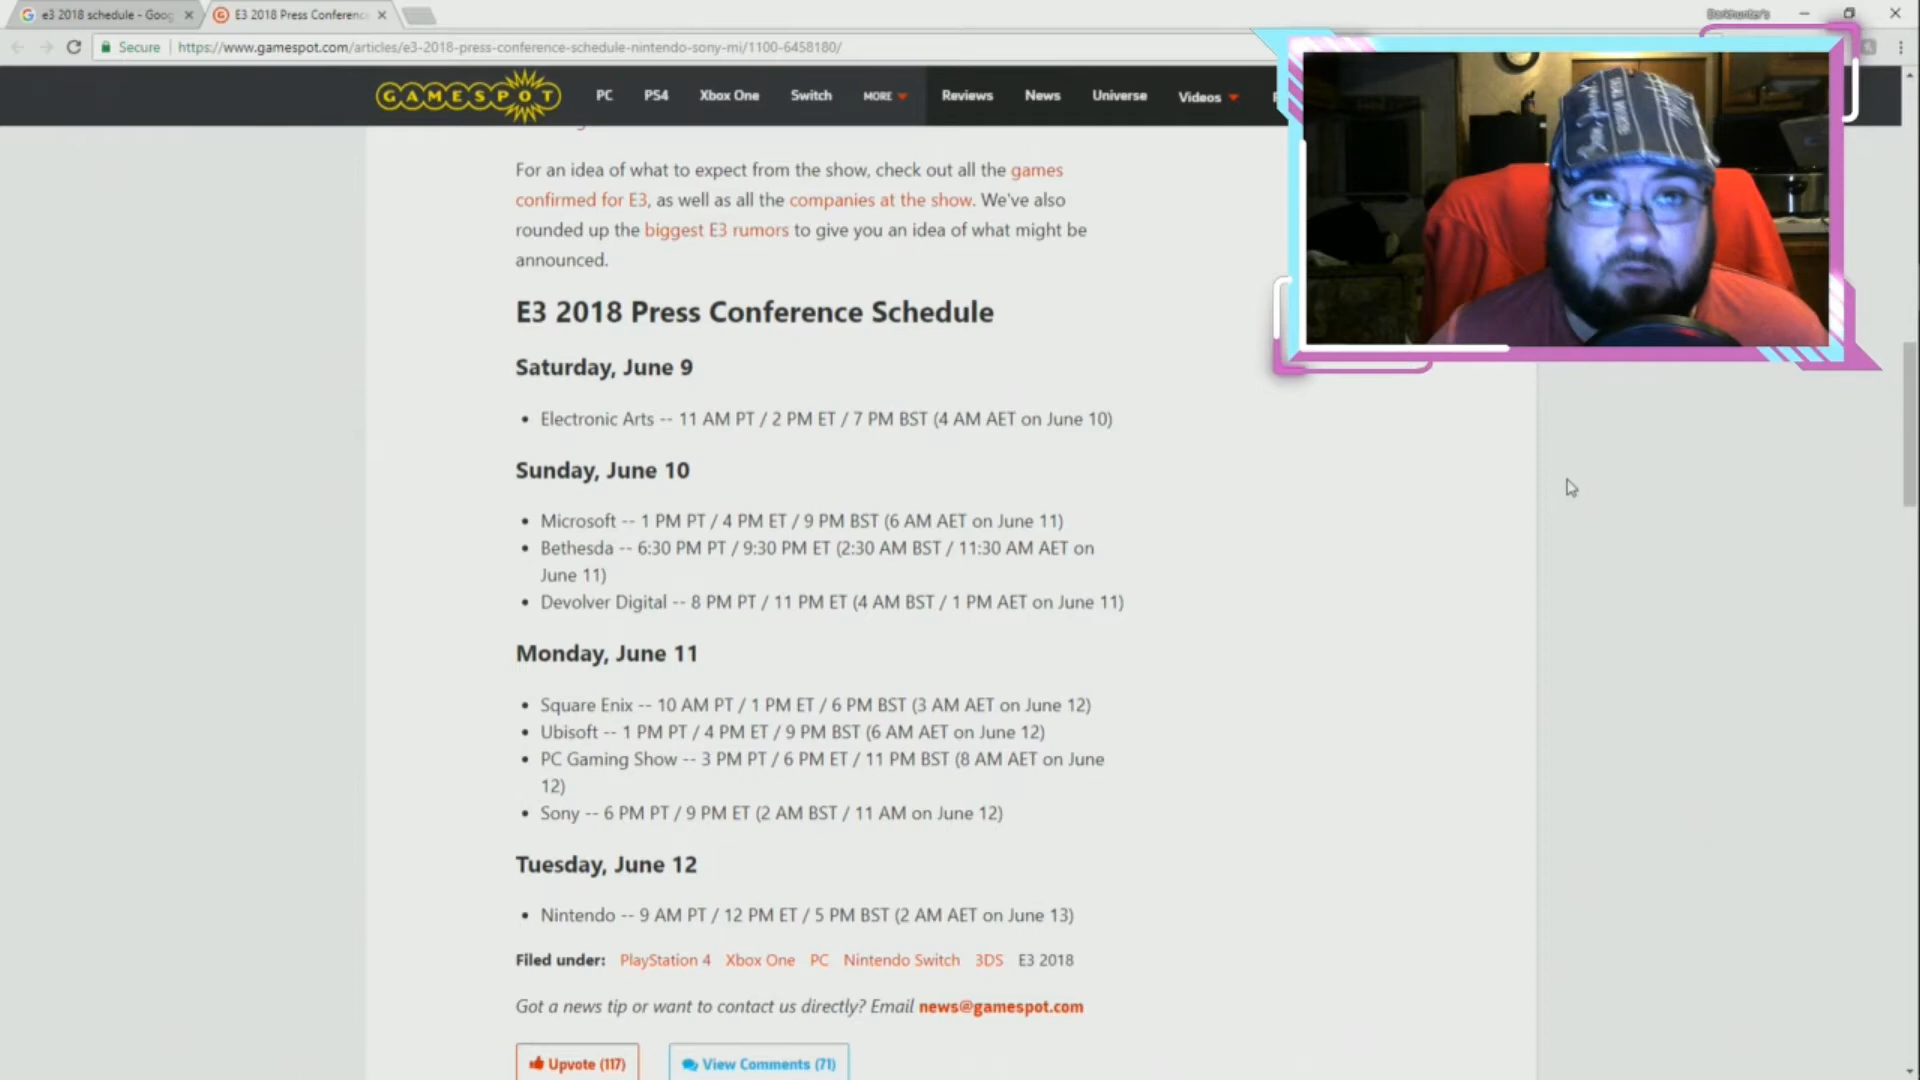 e3 2018 schedule - Goog
E3 2018 Press Conference
Darkhunter's
Secure
https://www.gamespot.com/articles/e3-2018-press-conference-schedule-nintendo-sony-mi/1100-6458180/
GAMESPOT
PC PS4 Xbox One Switch MORE Reviews News Universe Videos
For an idea of what to expect from the show, check out all the games
confirmed for E3, as well as all the companies at the show. We've also
rounded up the biggest E3 rumors to give you an idea of what might be
announced.
E3 2018 Press Conference Schedule
Saturday, June 9
• Electronic Arts -- 11 AM PT / 2 PM ET / 7 PM BST (4 AM AET on June 10)
Sunday, June 10
• Microsoft -- 1 PM PT / 4 PM ET / 9 PM BST (6 AM AET on June 11)
• Bethesda -- 6:30 PM PT / 9:30 PM ET (2:30 AM BST / 11:30 AM AET on
June 11)
• Devolver Digital -- 8 PM PT / 11 PM ET (4 AM BST / 1 PM AET on June 11)
Monday, June 11
• Square Enix -- 10 AM PT / 1 PM ET / 6 PM BST (3 AM AET on June 12)
• Ubisoft -- 1 PM PT / 4 PM ET / 9 PM BST (6 AM AET on June 12)
• PC Gaming Show -- 3 PM PT / 6 PM ET / 11 PM BST (8 AM AET on June
12)
• Sony -- 6 PM PT / 9 PM ET (2 AM BST / 11 AM on June 12)
Tuesday, June 12
• Nintendo -- 9 AM PT / 12 PM ET / 5 PM BST (2 AM AET on June 13)
Filed under: PlayStation 4 Xbox One PC Nintendo Switch 3DS E3 2018
Got a news tip or want to contact us directly? Email news@gamespot.com
Upvote (117)
View Comments (71)